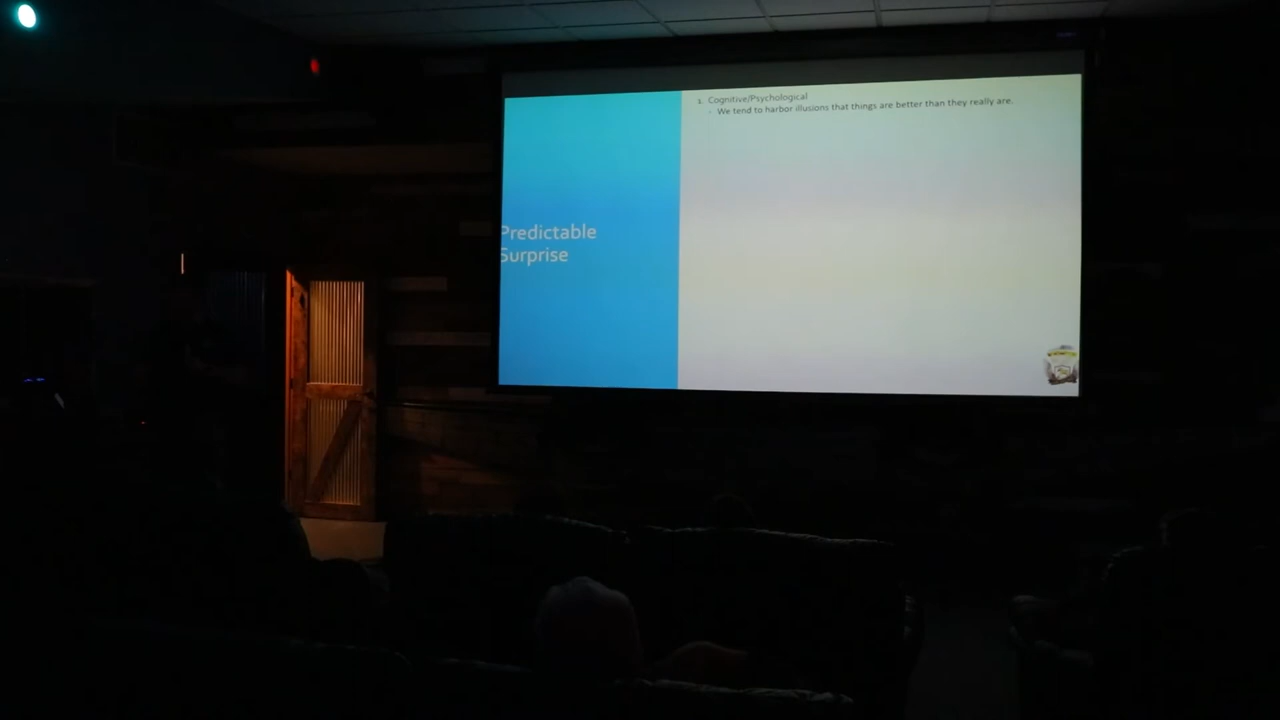 Predictable
Surprise
1. Cognitive/Psychological
◦ We tend to harbor illusions that things are better than they really are.